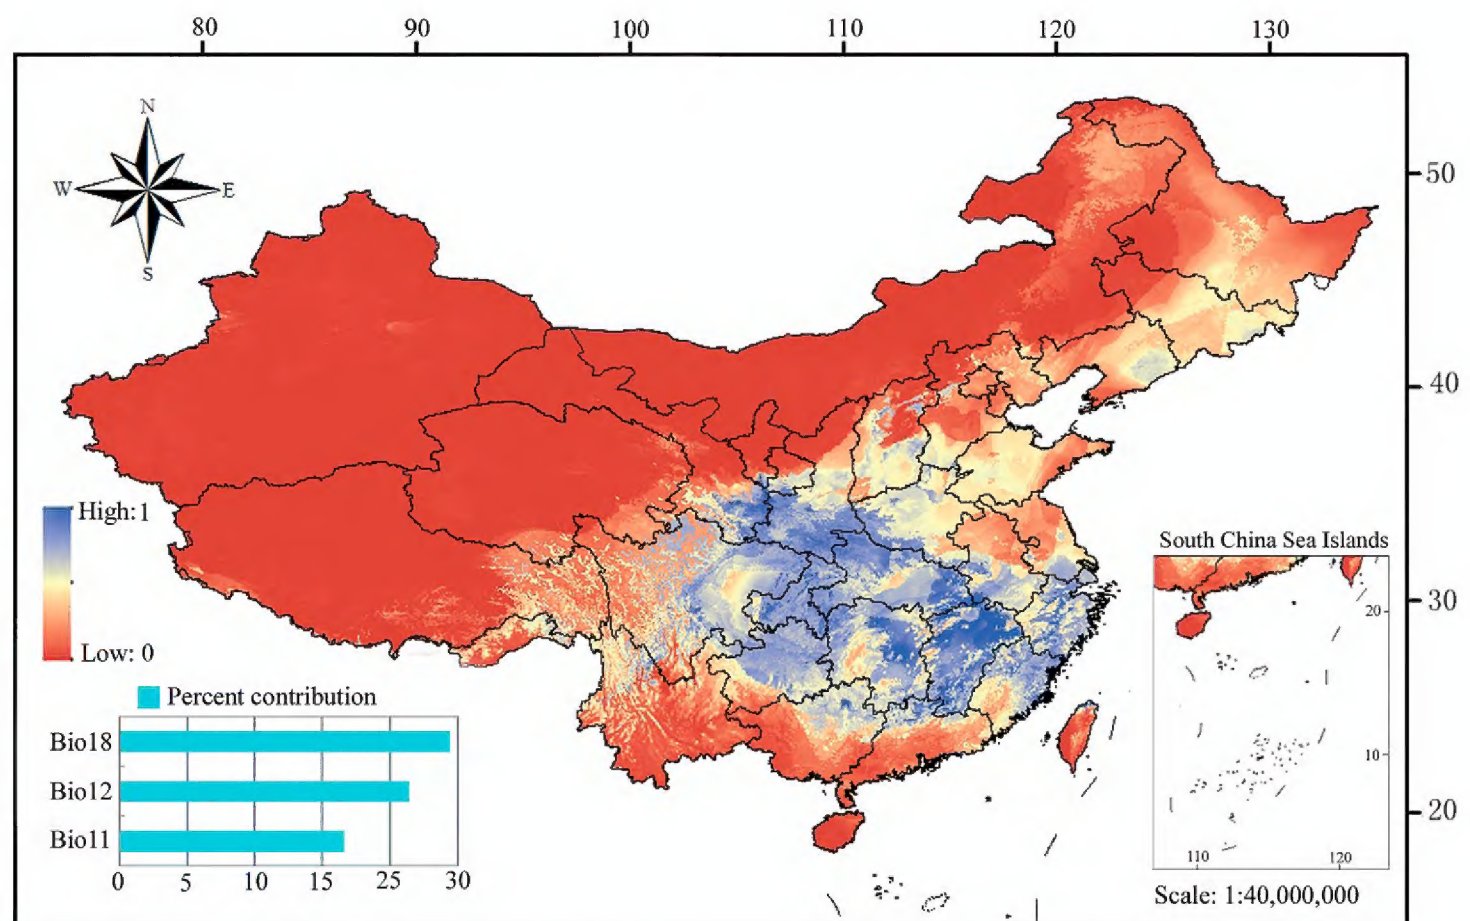 80 90 100 110 120 130
N
W E
S
50
40
30
20
High:1
Low: 0
Percent contribution
Bio18
Bio12
Bio11
0 5 10 15 25 30
South China Sea Islands
20
10
110 120
Scale: 1:40,000,000